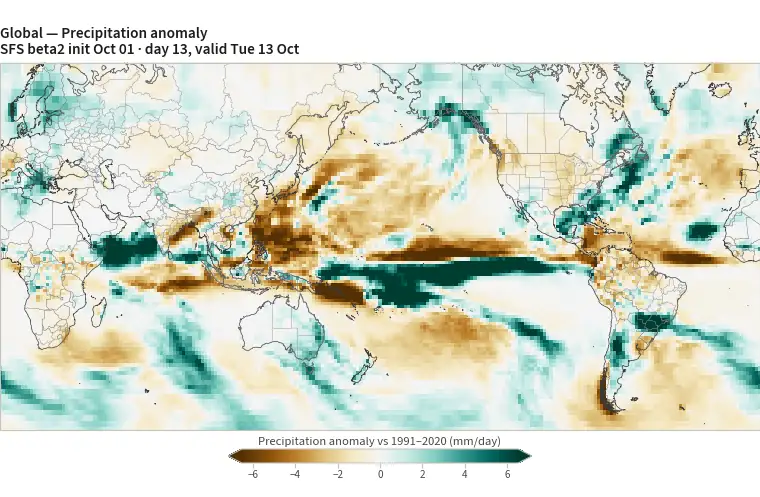 Global — Precipitation anomaly
SFS beta2 init Oct 01 · day 13, valid Tue 13 Oct
Precipitation anomaly vs 1991–2020 (mm/day)
−6 −4 −2 0 2 4 6